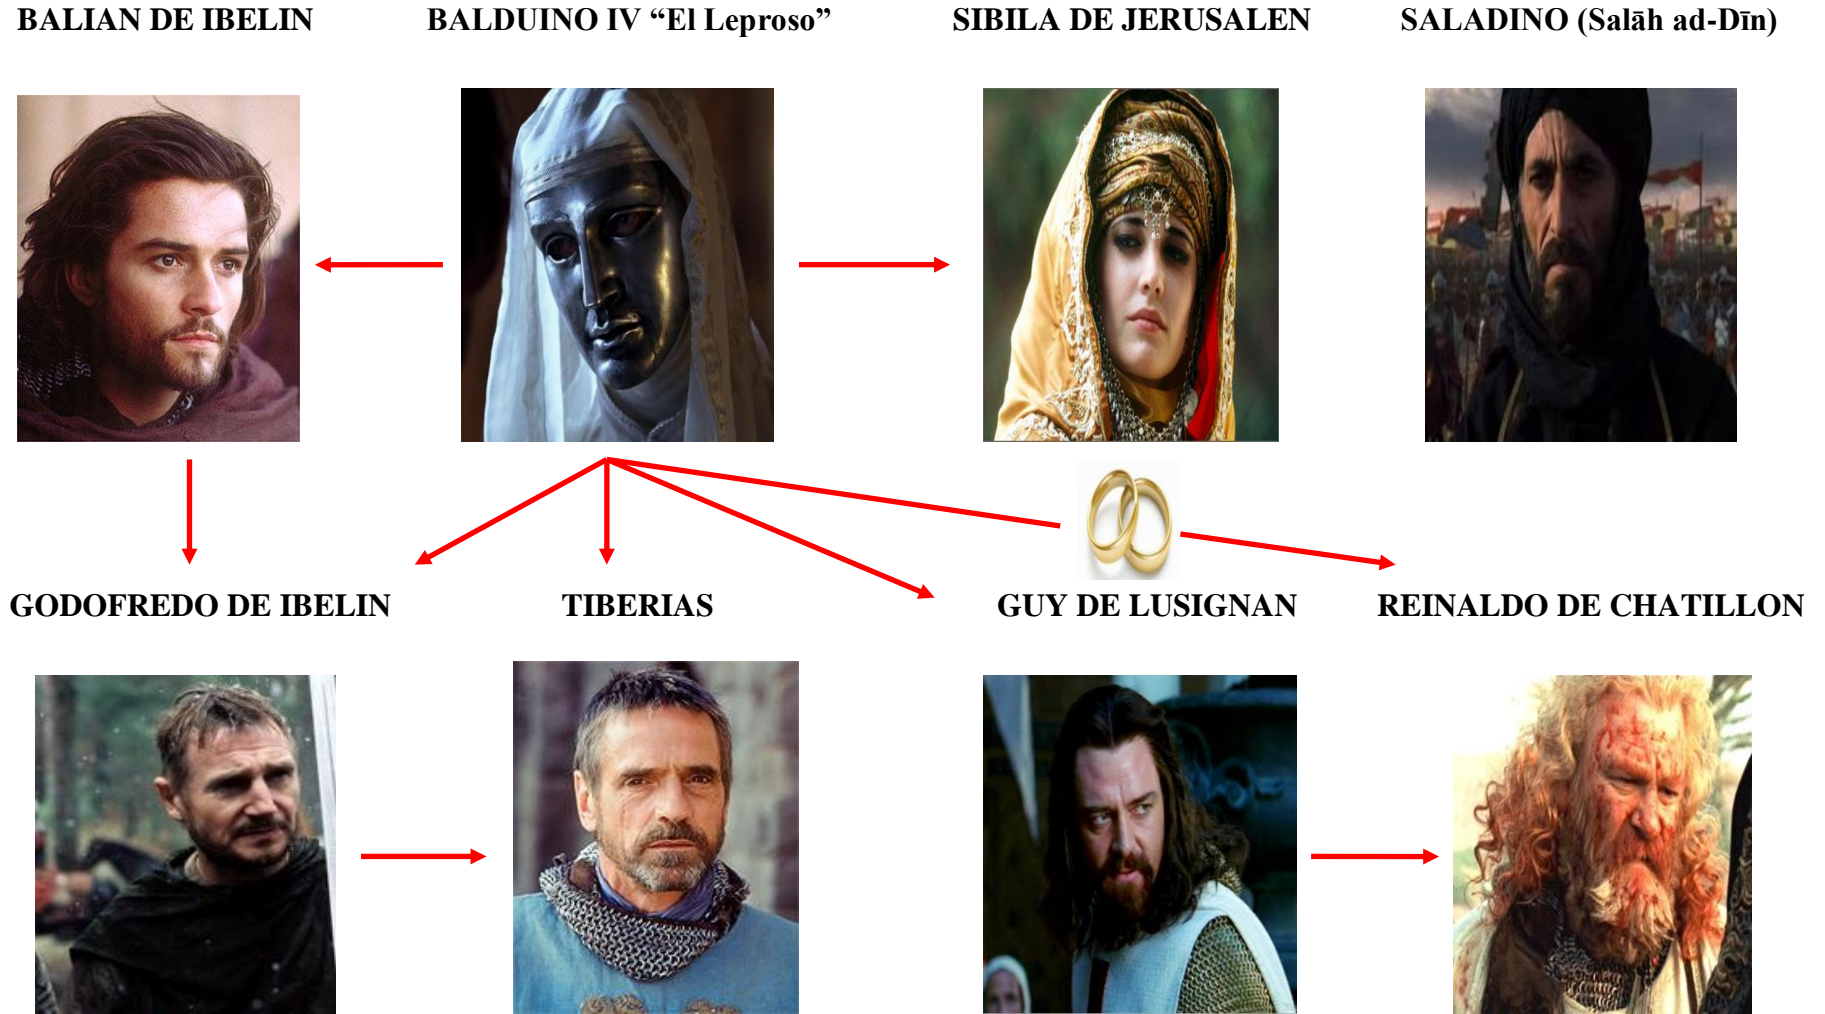 BALIAN DE IBELIN
BALDUINO IV “El Leproso”
SIBILA DE JERUSALEN
SALADINO (Salāh ad-Dīn)
GODOFREDO DE IBELIN
TIBERIAS
GUY DE LUSIGNAN
REINALDO DE CHATILLON